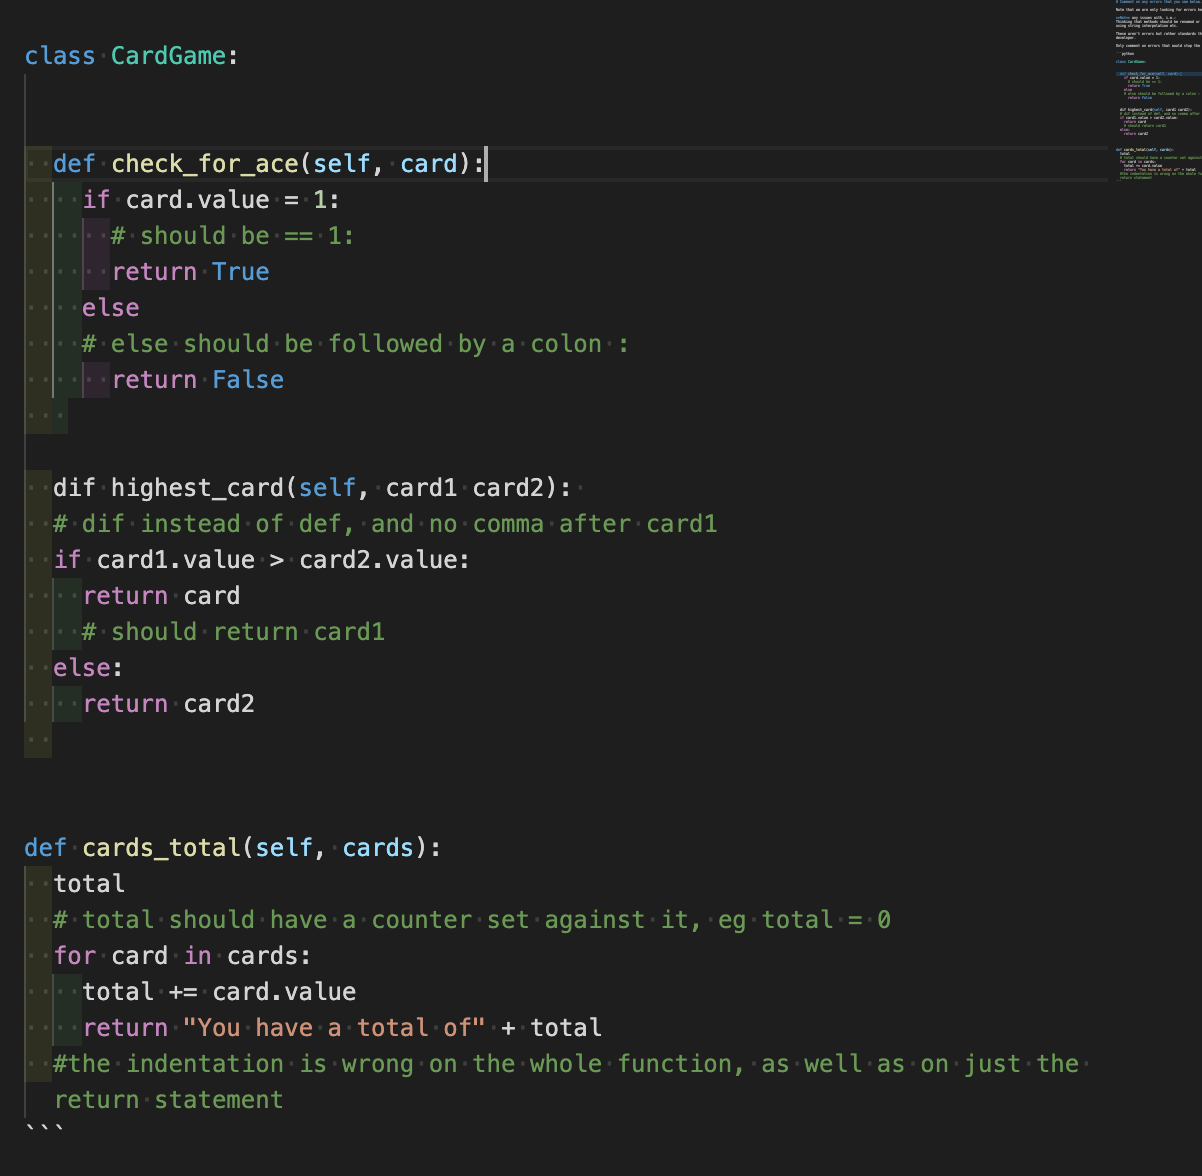 class CardGame:
  def check_for_ace(self, card):
    if card.value = 1:
      # should be == 1:
      return True
    else
    # else should be followed by a colon :
      return False
  dif highest_card(self, card1 card2):
  # dif instead of def, and no comma after card1
  if card1.value > card2.value:
    return card
    # should return card1
  else:
    return card2
def cards_total(self, cards):
  total
  # total should have a counter set against it, eg total = 0
  for card in cards:
    total += card.value
    return "You have a total of" + total
  #the indentation is wrong on the whole function, as well as on just the
  return statement
```